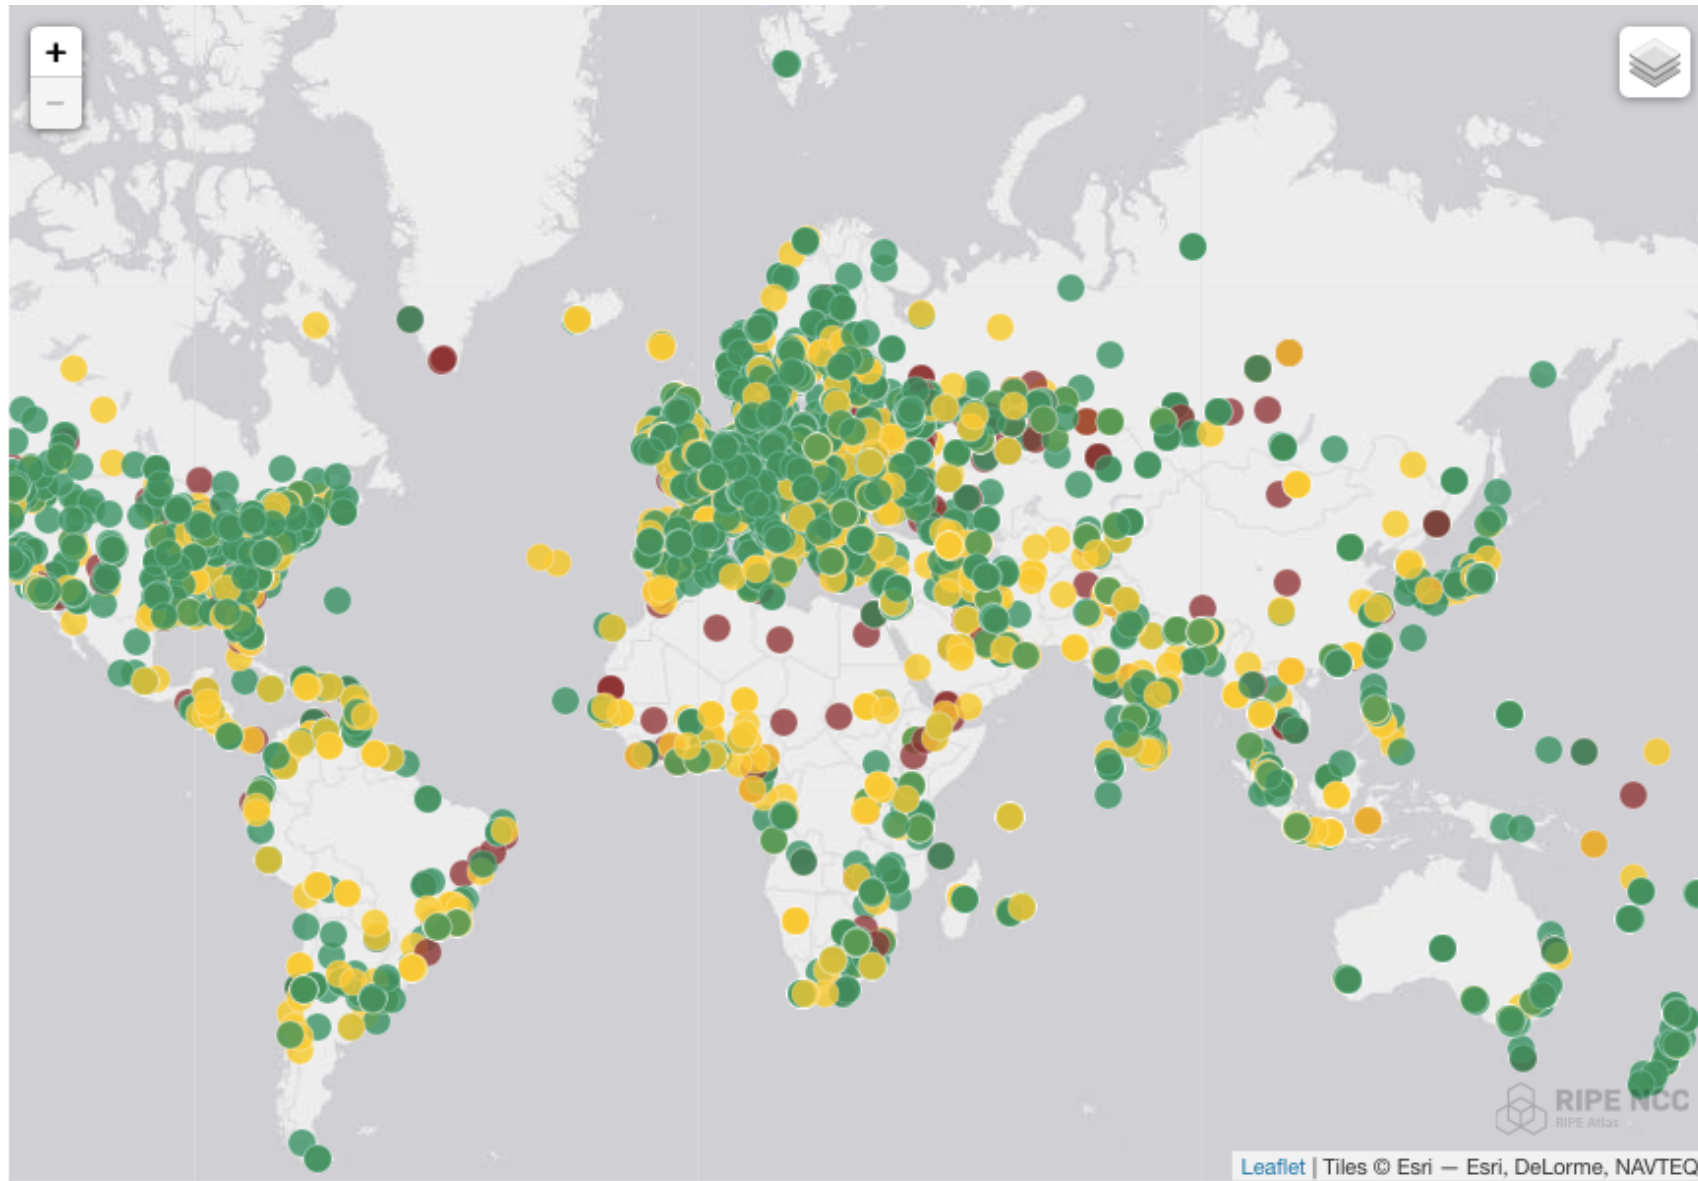 +
−
RIPE NCC
RIPE Atlas
Leaflet | Tiles © Esri — Esri, DeLorme, NAVTEQ